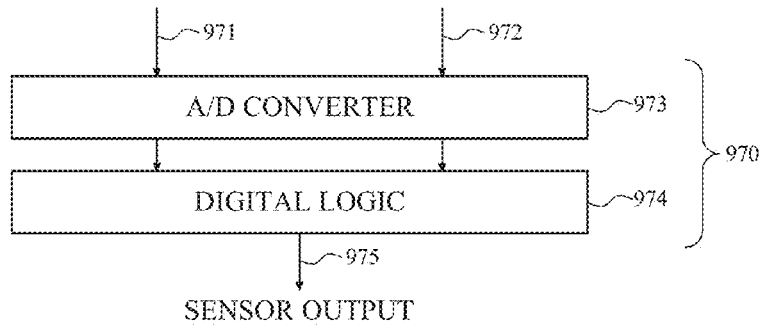 971
972
A/D CONVERTER
973
970
DIGITAL LOGIC
974
975
SENSOR OUTPUT